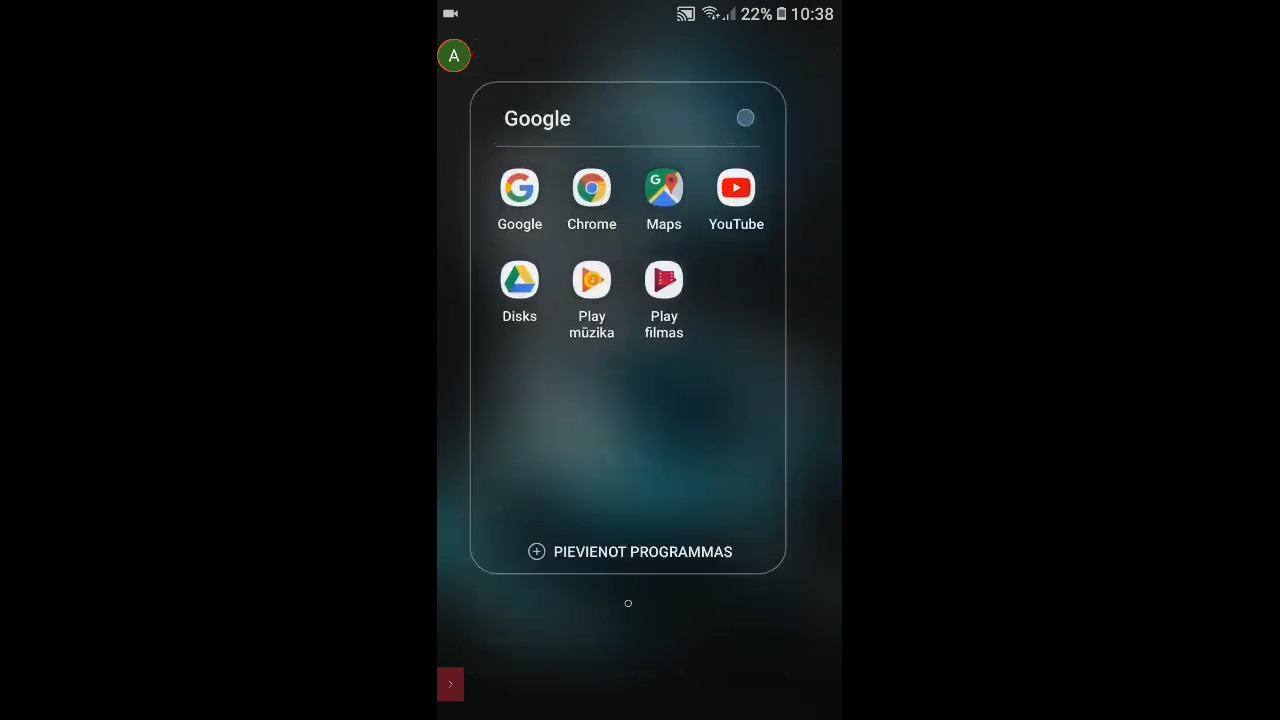 22% 10:38
A
Google
Google Chrome Maps YouTube
Disks Play mūzika Play filmas
PIEVIENOT PROGRAMMAS